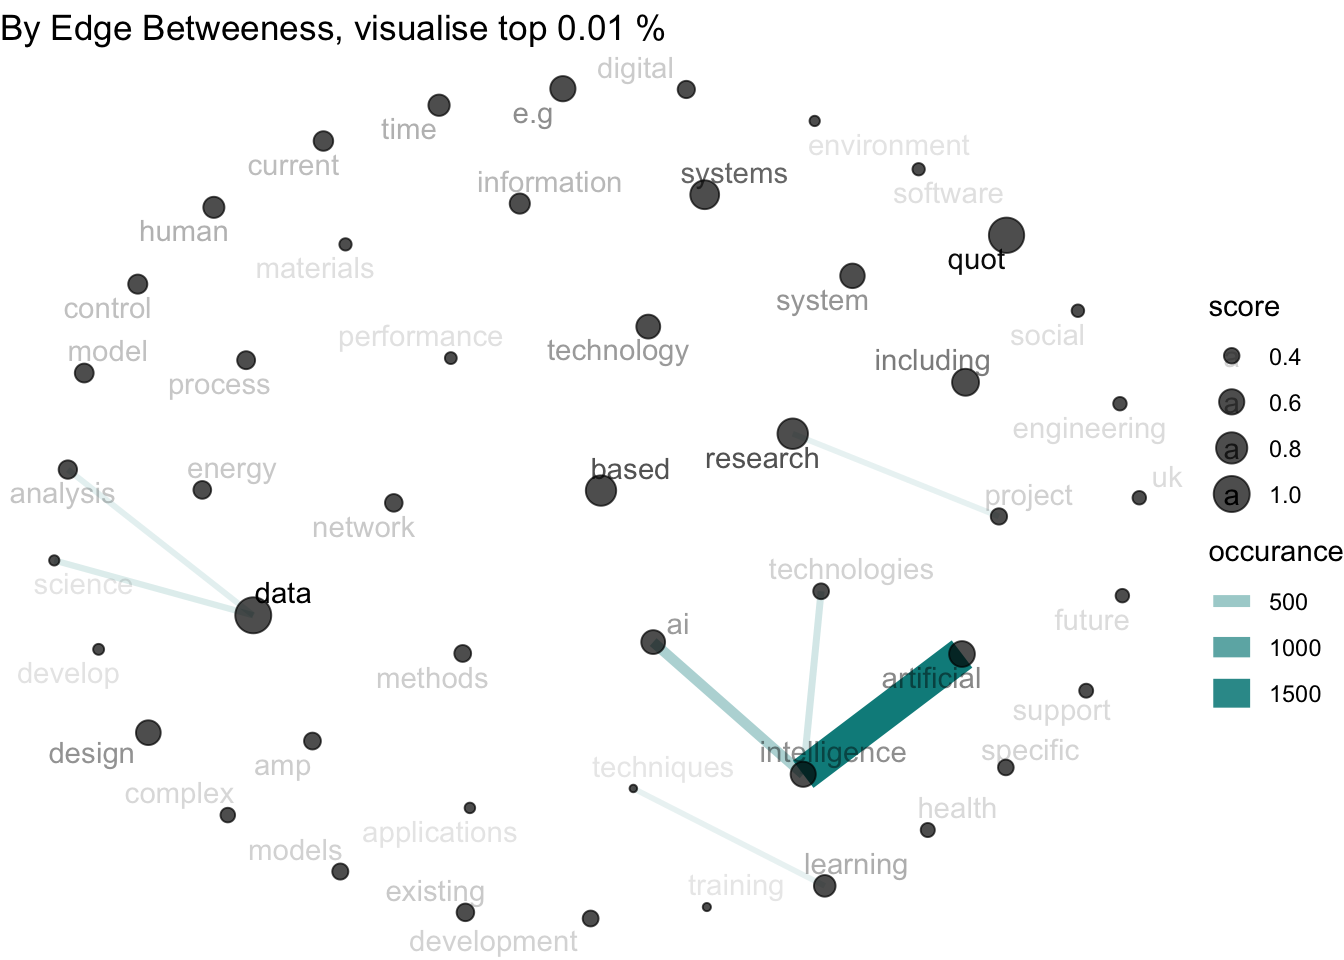 By Edge Betweeness, visualise top 0.01 %
digital
e.g
time
environment
current
systems
information
software
human
quot
materials
control
system
social
performance
model
technology
including
process
engineering
research
based
energy
uk
analysis
project
network
technologies
science
data
future
ai
develop
methods
artificial
support
design
intelligence
specific
amp
techniques
complex
health
applications
models
learning
training
existing
development
score
a 0.4
a 0.6
a 0.8
a 1.0
occurance
500
1000
1500